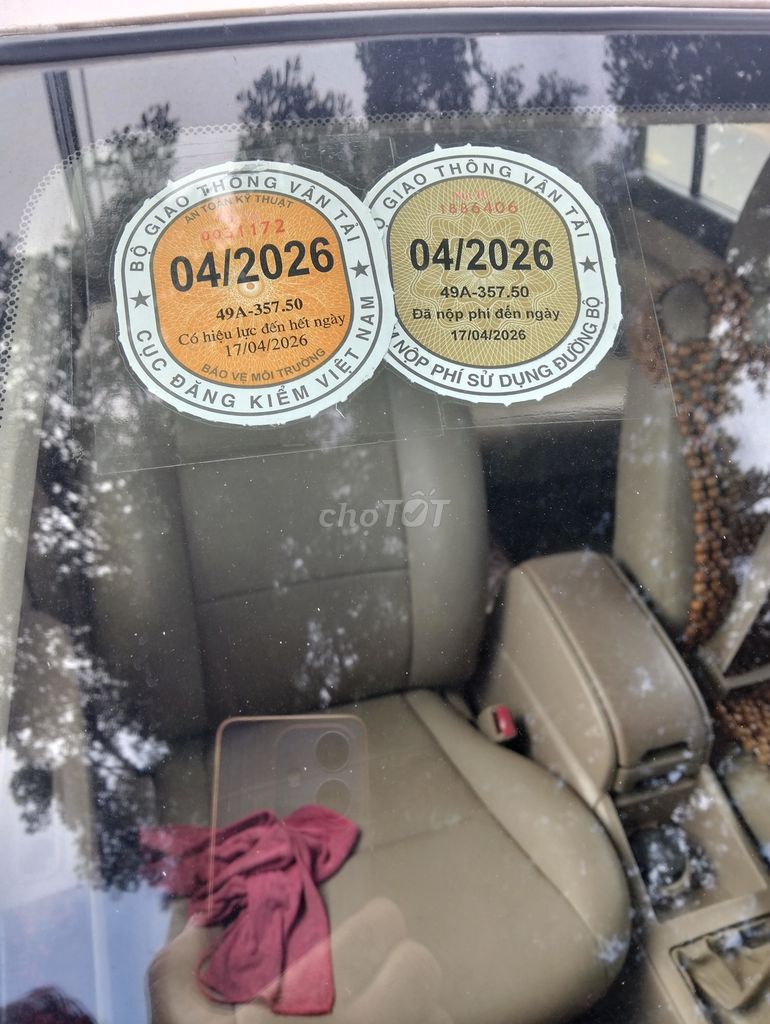 BỘ GIAO THÔNG VẬN TẢI
AN TOÀN KỸ THUẬT
0031172
04/2026
49A-357.50
Có hiệu lực đến hết ngày
17/04/2026
BẢO VỆ MÔI TRƯỜNG
CỤC ĐĂNG KIỂM VIỆT NAM
GIAO THÔNG VẬN TẢI
1886406
04/2026
49A-357.50
Đã nộp phí đến ngày
17/04/2026
NỘP PHÍ SỬ DỤNG ĐƯỜNG BỘ
chợTỐT